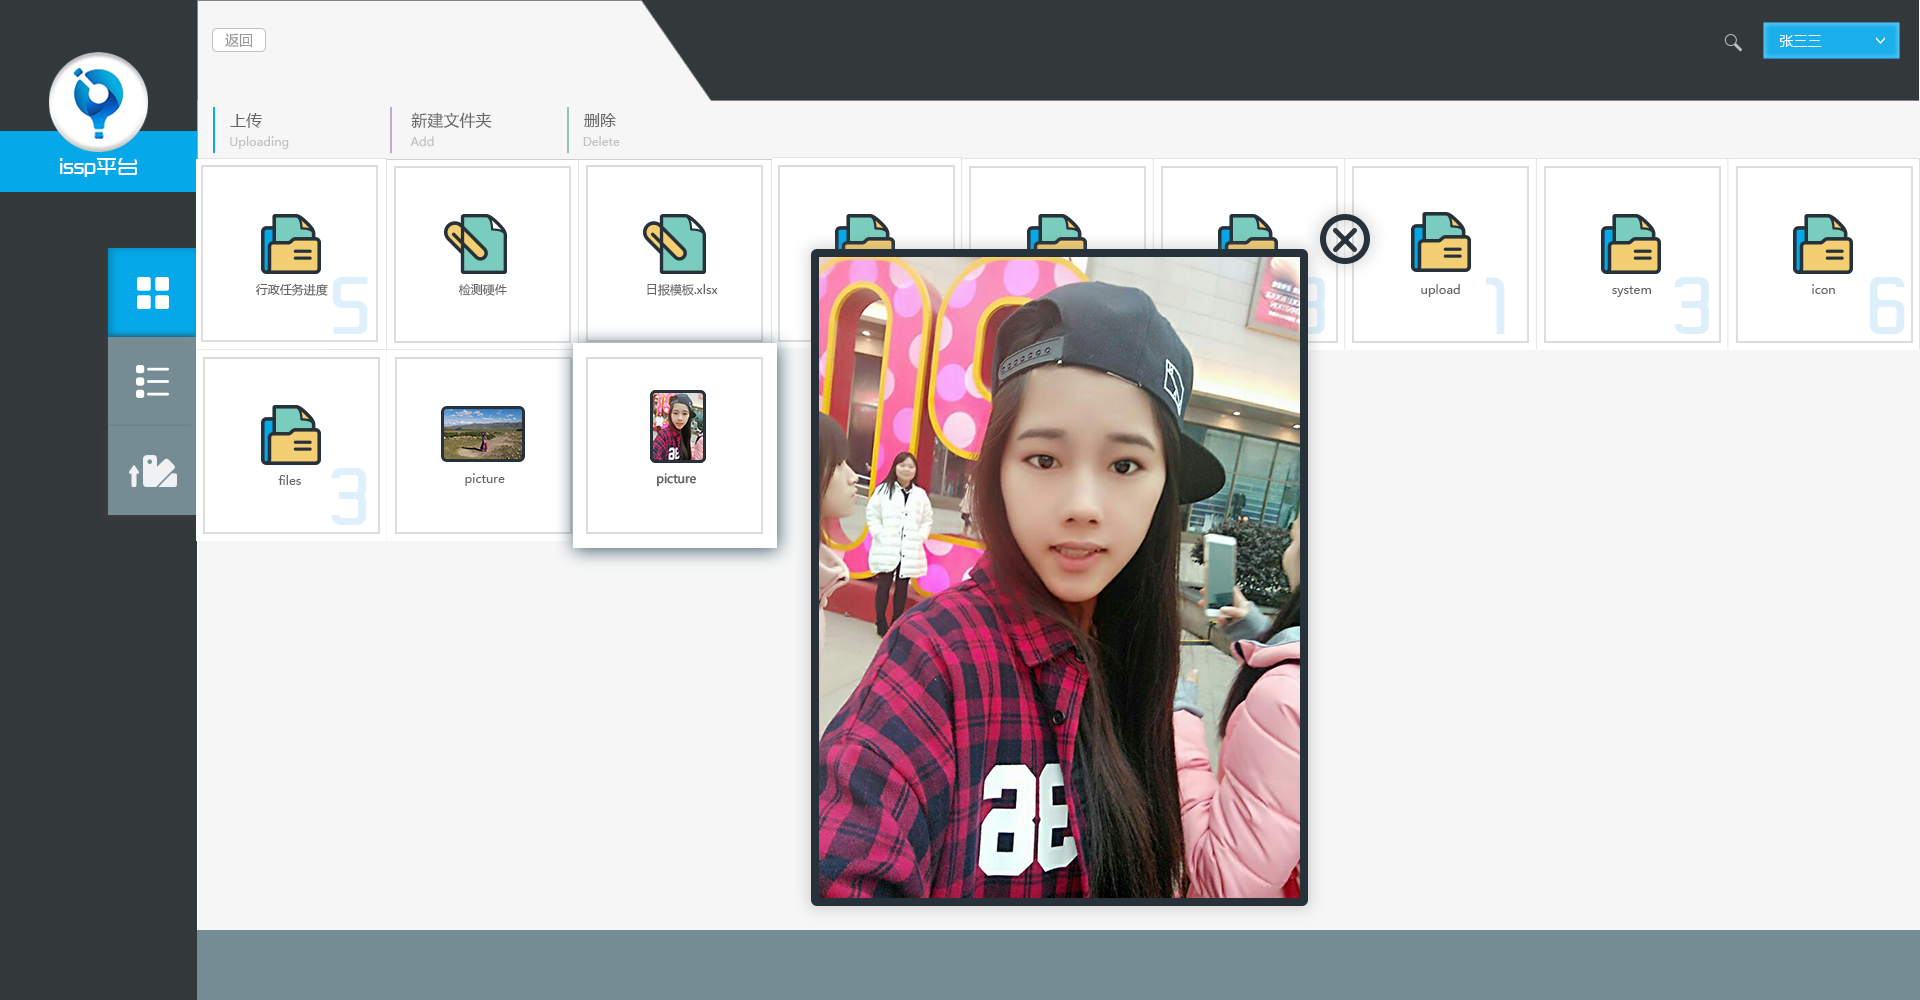 返回
张三三
上传
Uploading
新建文件夹
Add
删除
Delete
issp平台
行政任务进度
5
检测硬件
日报模板.xlsx
3
upload
1
system
3
icon
6
files
3
picture
picture